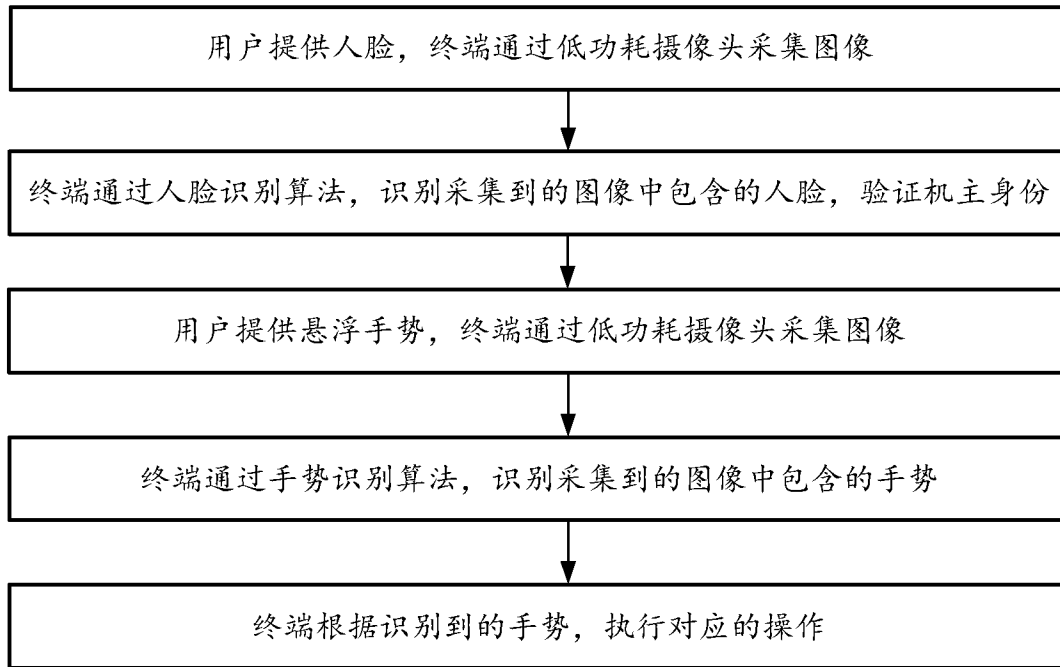 用户提供人脸，终端通过低功耗摄像头采集图像
终端通过人脸识别算法，识别采集到的图像中包含的人脸，验证机主身份
用户提供悬浮手势，终端通过低功耗摄像头采集图像
终端通过手势识别算法，识别采集到的图像中包含的手势
终端根据识别到的手势，执行对应的操作